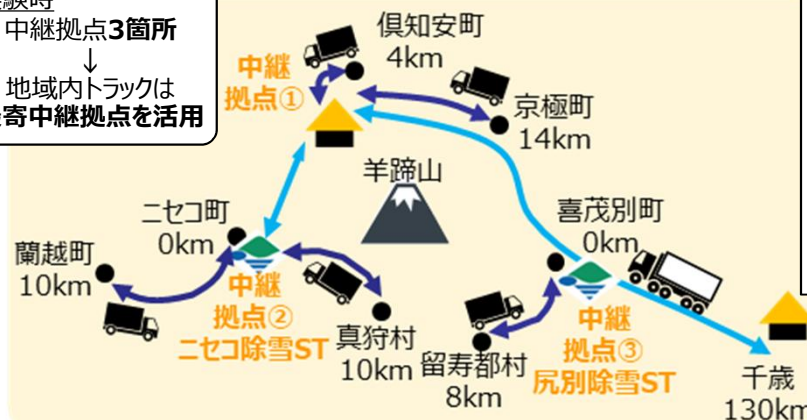 験時
中継拠点3箇所
↓
地域内トラックは
寄中継拠点を活用
倶知安町
4km
中継
拠点①
京極町
14km
羊蹄山
ニセコ町
0km
喜茂別町
0km
蘭越町
10km
中継
拠点②
ニセコ除雪ST
真狩村
10km
留寿都村
8km
中継
拠点③
尻別除雪ST
千歳
130km